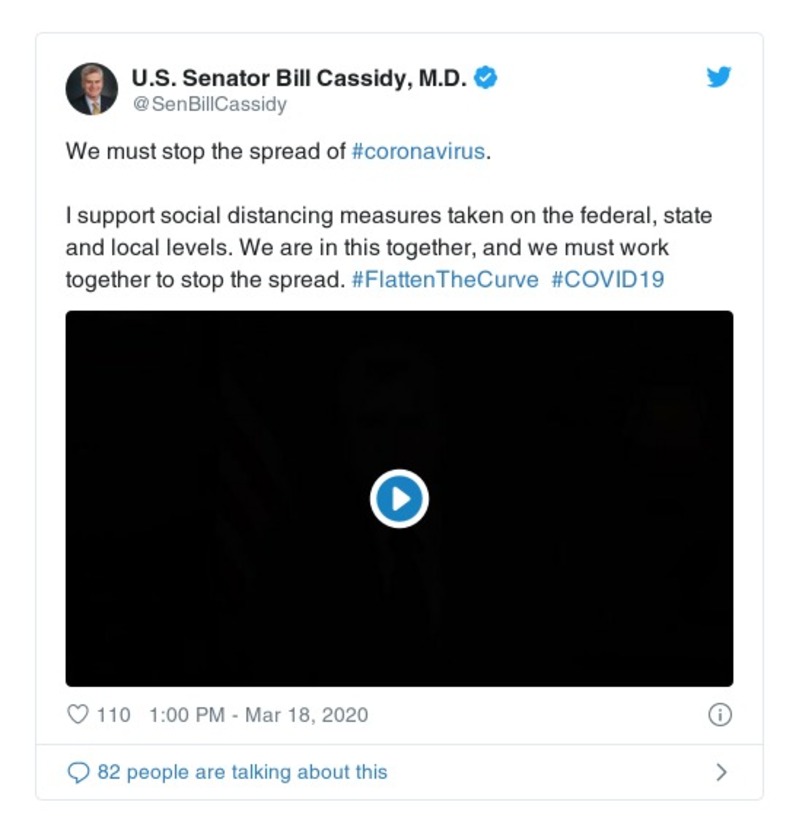 U.S. Senator Bill Cassidy, M.D.
@SenBillCassidy
We must stop the spread of #coronavirus.
I support social distancing measures taken on the federal, state
and local levels. We are in this together, and we must work
together to stop the spread. #FlattenTheCurve #COVID19
110 1:00 PM - Mar 18, 2020
82 people are talking about this